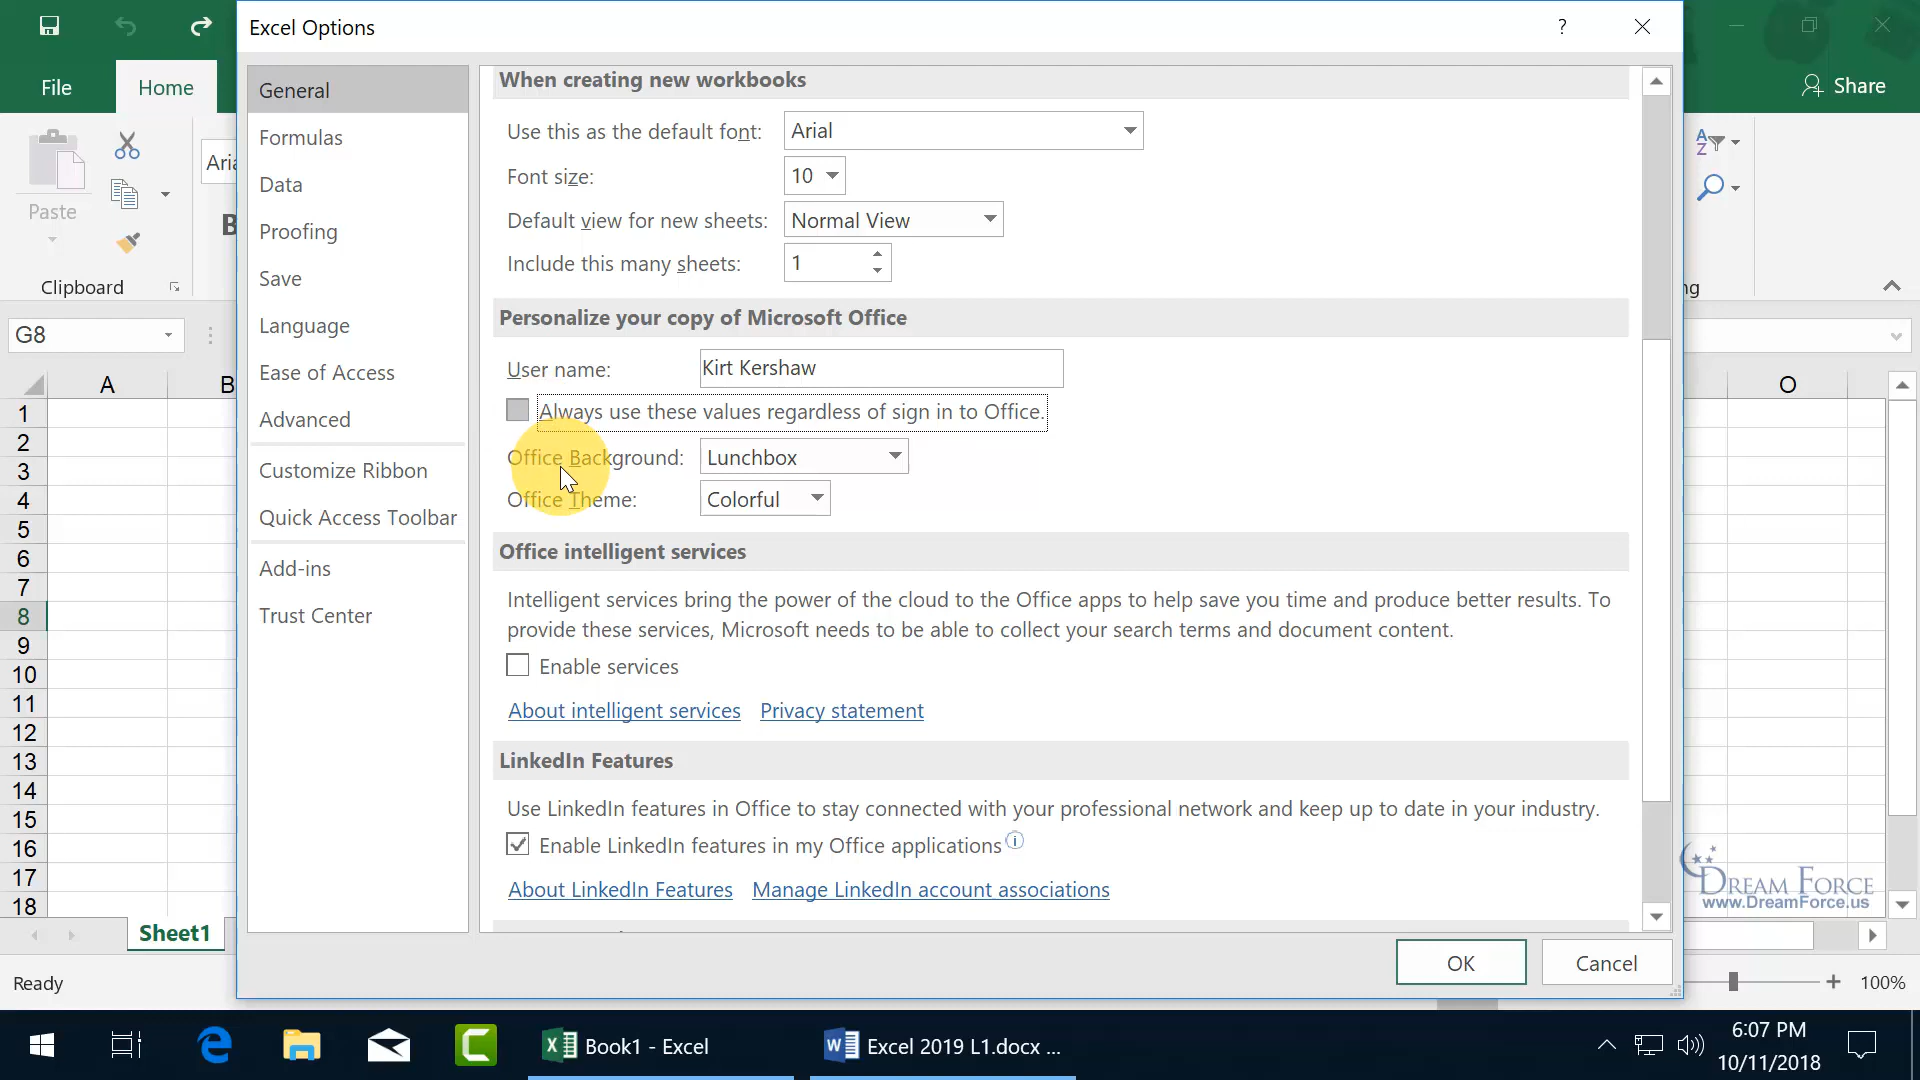 Excel Options
?
File
Home
Share
General
Formulas
Data
Proofing
Save
Language
Ease of Access
Advanced
Customize Ribbon
Quick Access Toolbar
Add-ins
Trust Center
When creating new workbooks
Use this as the default font: Arial
Font size: 10
Default view for new sheets: Normal View
Include this many sheets: 1
Personalize your copy of Microsoft Office
User name: Kirt Kershaw
Always use these values regardless of sign in to Office.
Office Background: Lunchbox
Office Theme: Colorful
Office intelligent services
Intelligent services bring the power of the cloud to the Office apps to help save you time and produce better results. To
provide these services, Microsoft needs to be able to collect your search terms and document content.
Enable services
About intelligent services Privacy statement
LinkedIn Features
Use LinkedIn features in Office to stay connected with your professional network and keep up to date in your industry.
Enable LinkedIn features in my Office applications
About LinkedIn Features Manage LinkedIn account associations
OK Cancel
Paste
Clipboard
Aria
B
ng
G8
A B O
1
2
3
4
5
6
7
8
9
10
11
12
13
14
15
16
17
18
Sheet1
Ready
100%
DREAM FORCE
www.DreamForce.us
Book1 - Excel
Excel 2019 L1.docx ...
6:07 PM
10/11/2018